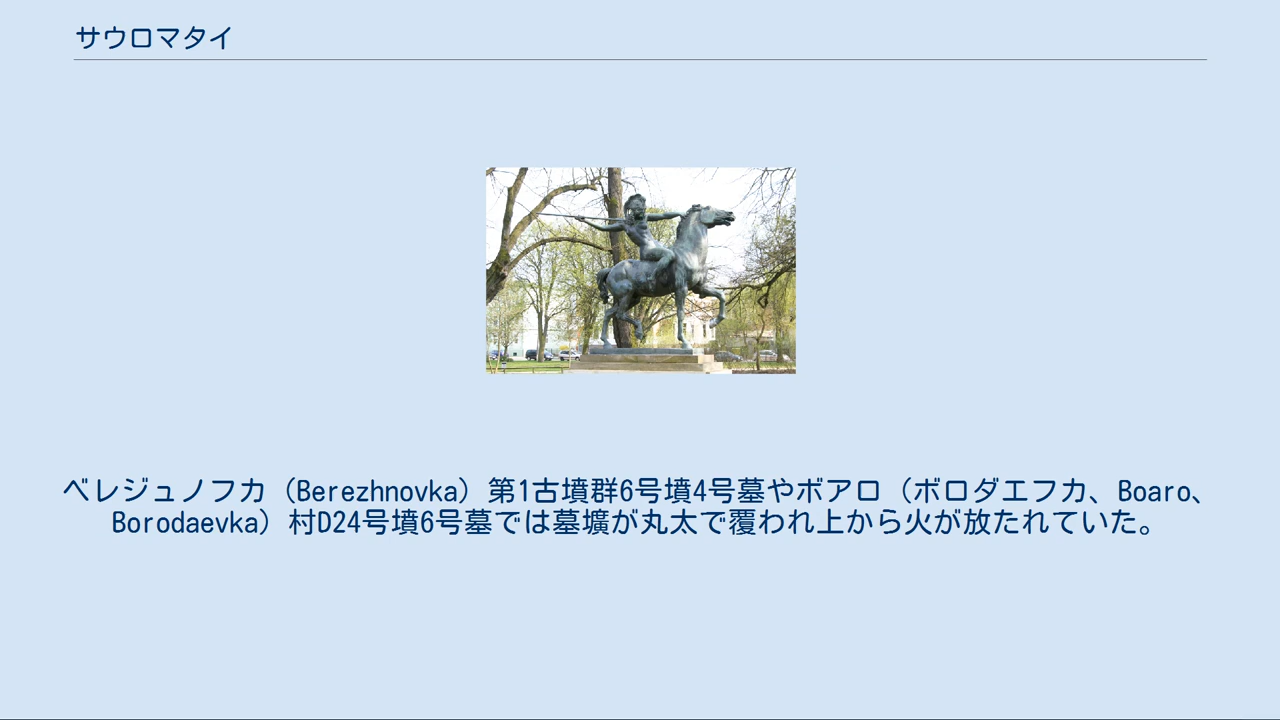 サウロマタイ
ベレジュノフカ（Berezhnovka）第1古墳群6号墳4号墓やボアロ（ボロダエフカ、Boaro、
Borodaevka）村D24号墳6号墓では墓壙が丸太で覆われ上から火が放たれていた。